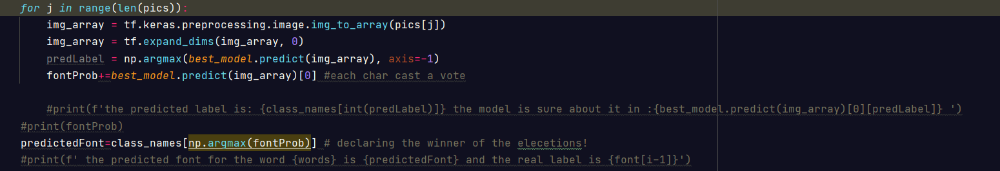 for j in range(len(pics)):
img_array = tf.keras.preprocessing.image.img_to_array(pics[j])
img_array = tf.expand_dims(img_array, 0)
predLabel = np.argmax(best_model.predict(img_array), axis=-1)
fontProb+=best_model.predict(img_array)[0] #each char cast a vote
#print(f'the predicted label is: {class_names[int(predLabel)]} the model is sure about it in :{best_model.predict(img_array)[0][predLabel]} ')
#print(fontProb)
predictedFont=class_names[np.argmax(fontProb)] # declaring the winner of the elecetions!
#print(f' the predicted font for the word {words} is {predictedFont} and the real label is {font[i-1]}')